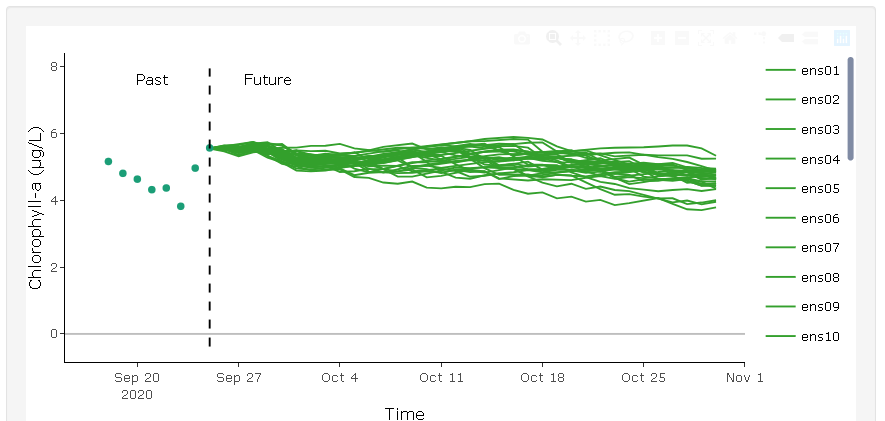 Past
Future
8
6
4
2
0
Chlorophyll-a (µg/L)
Sep 20
2020
Sep 27
Oct 4
Oct 11
Oct 18
Oct 25
Nov 1
Time
ens01
ens02
ens03
ens04
ens05
ens06
ens07
ens08
ens09
ens10